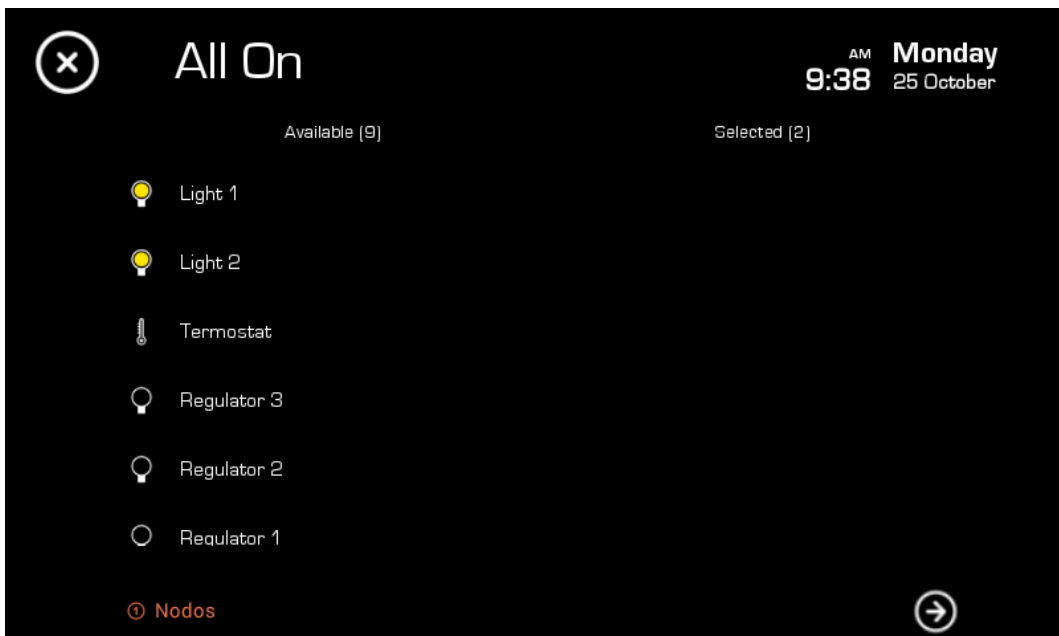 All On
AM
9:38
Monday
25 October
Available (9)
Selected (2)
Light 1
Light 2
Termostat
Regulator 3
Regulator 2
Regulator 1
1 Nodos